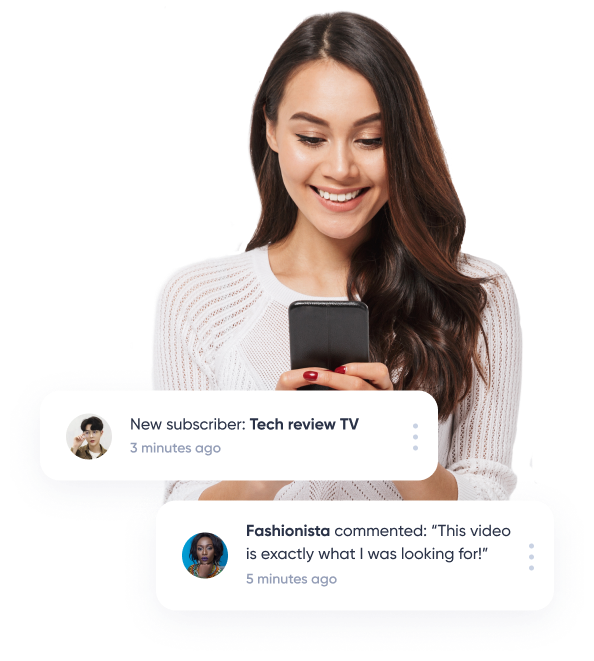 New subscriber: Tech review TV
3 minutes ago
Fashionista commented: “This video
is exactly what I was looking for!”
5 minutes ago